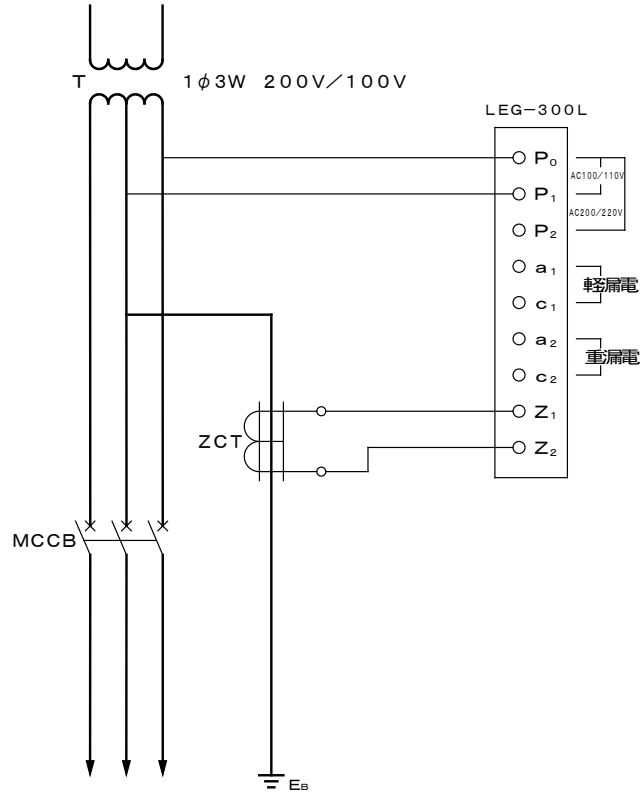 T
1φ3W 200V/100V
LEG-300L
P₀
AC100/110V
P₁
AC200/220V
P₂
a₁
軽漏電
c₁
a₂
重漏電
c₂
Z₁
ZCT
Z₂
MCCB
E_B